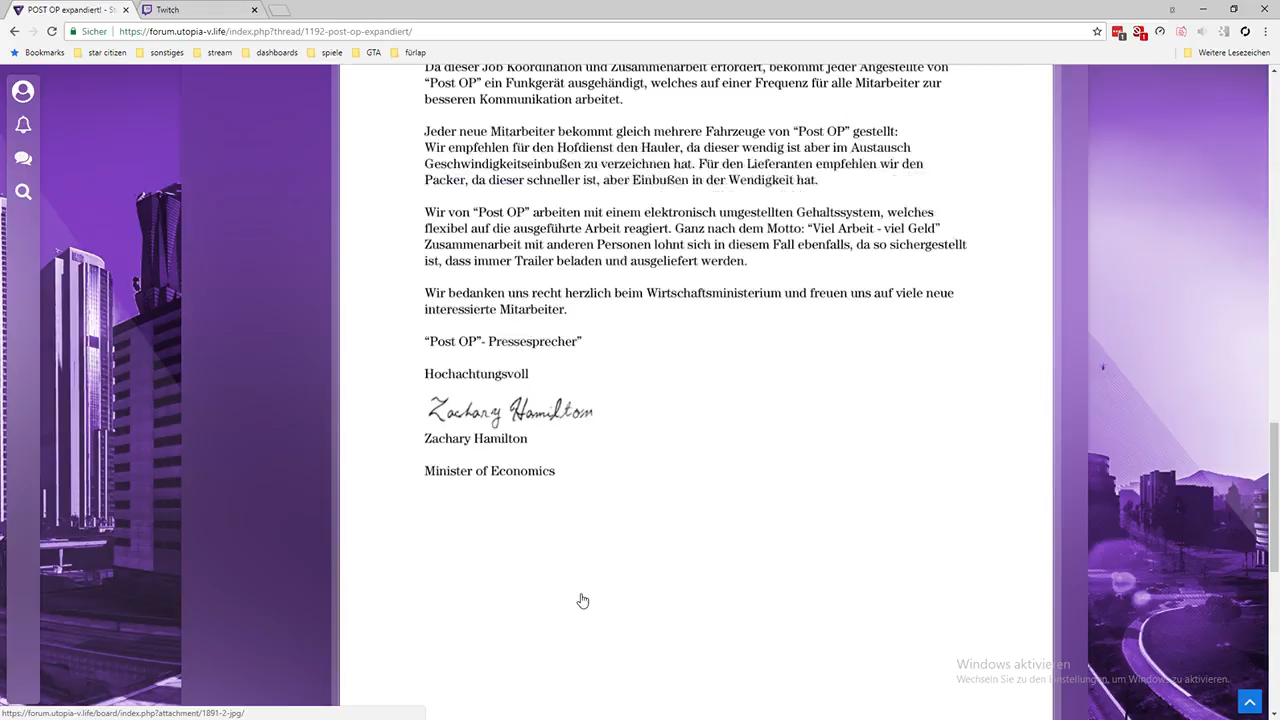 POST OP expandiert! - St
Twitch
Sicher
https://forum.utopia-v.life/index.php?thread/1192-post-op-expandiert/
Bookmarks
star citizen
sonstiges
stream
dashboards
spiele
GTA
fürlap
Weitere Lesezeichen
Da dieser Job Koordination und Zusammenarbeit erfordert, bekommt jeder Angestellte von
“Post OP” ein Funkgerät ausgehändigt, welches auf einer Frequenz für alle Mitarbeiter zur
besseren Kommunikation arbeitet.
Jeder neue Mitarbeiter bekommt gleich mehrere Fahrzeuge von “Post OP” gestellt:
Wir empfehlen für den Hofdienst den Hauler, da dieser wendig ist aber im Austausch
Geschwindigkeitseinbußen zu verzeichnen hat. Für den Lieferanten empfehlen wir den
Packer, da dieser schneller ist, aber Einbußen in der Wendigkeit hat.
Wir von “Post OP” arbeiten mit einem elektronisch umgestellten Gehaltssystem, welches
flexibel auf die ausgeführte Arbeit reagiert. Ganz nach dem Motto: “Viel Arbeit - viel Geld”
Zusammenarbeit mit anderen Personen lohnt sich in diesem Fall ebenfalls, da so sichergestellt
ist, dass immer Trailer beladen und ausgeliefert werden.
Wir bedanken uns recht herzlich beim Wirtschaftsministerium und freuen uns auf viele neue
interessierte Mitarbeiter.
“Post OP”- Pressesprecher”
Hochachtungsvoll
Zachary Hamilton
Zachary Hamilton
Minister of Economics
Windows aktivieren
Wechseln Sie zu den Einstellungen, um Windows zu aktivieren.
https://forum.utopia-v.life/board/index.php?attachment/1891-2-jpg/